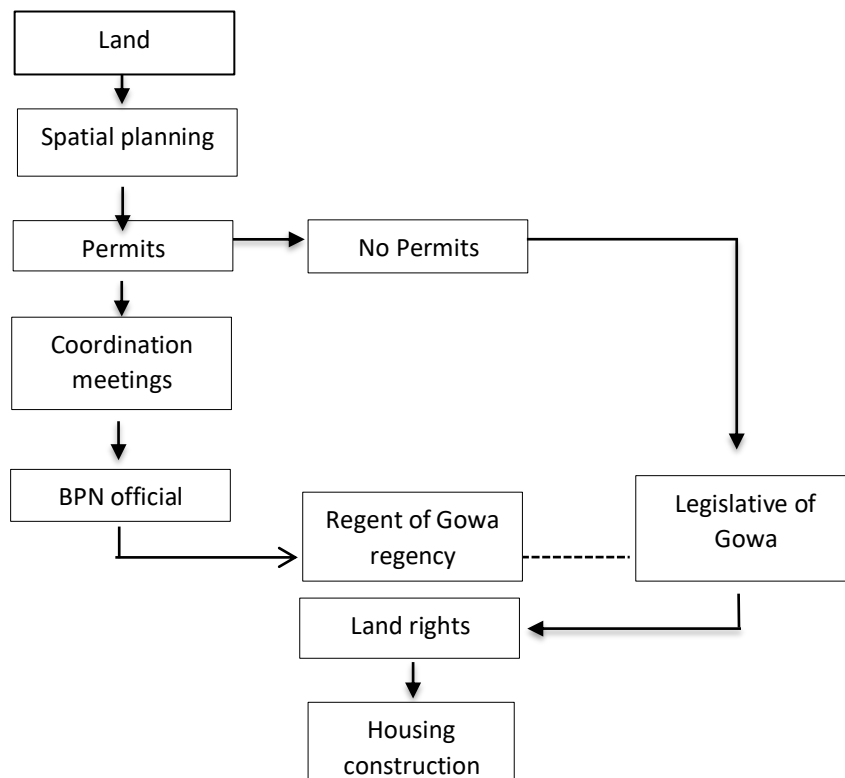 Land
Spatial planning
Permits
No Permits
Coordination
meetings
BPN official
Regent of Gowa
regency
Legislative of
Gowa
Land rights
Housing
construction